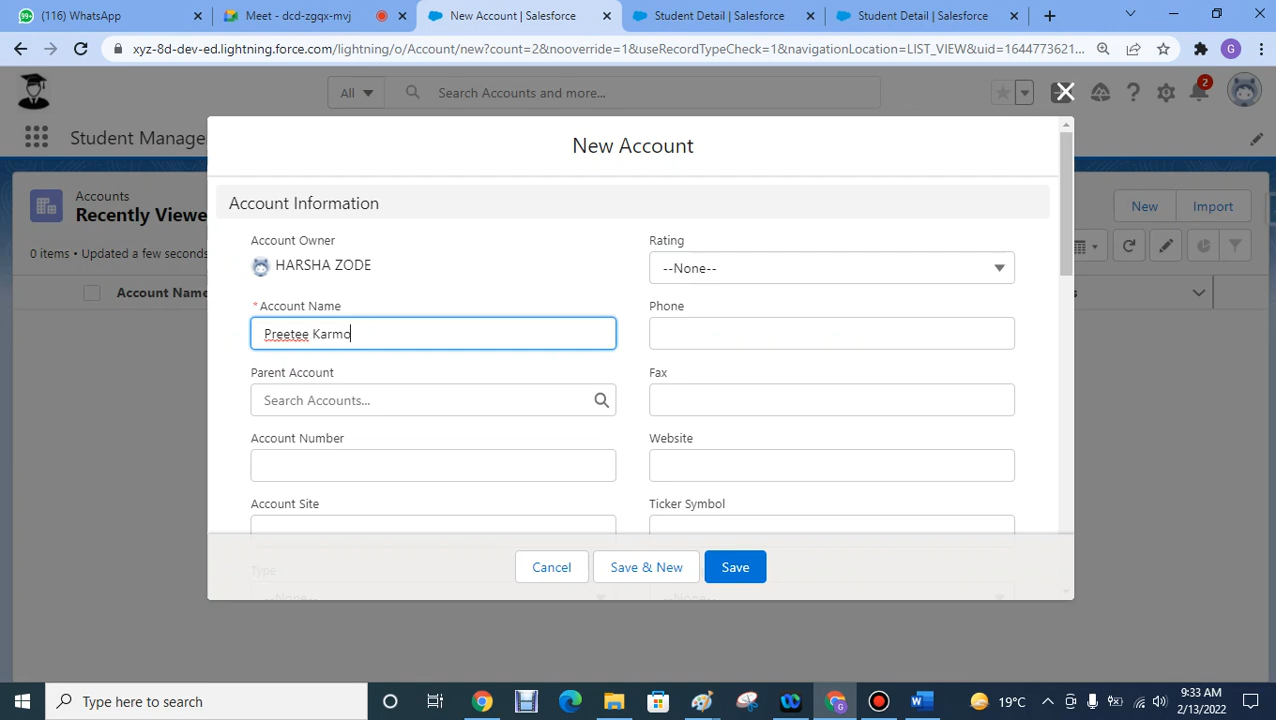 (116) WhatsApp
Meet - dcd-zgqx-mvj
New Account | Salesforce
Student Detail | Salesforce
Student Detail | Salesforce
xyz-8d-dev-ed.lightning.force.com/lightning/o/Account/new?count=2&nooverride=1&useRecordTypeCheck=1&navigationLocation=LIST_VIEW&uid=1644773621...
G
All
Search Accounts and more...
2
Student Manage
New Account
Accounts
Recently Viewe
New
Import
0 items • Updated a few seconds
Account Name
s
Account Information
Account Owner
HARSHA ZODE
Rating
--None--
* Account Name
Preetee Karmo
Phone
Parent Account
Search Accounts...
Fax
Account Number
Website
Account Site
Ticker Symbol
Type
--None--
--None--
Cancel
Save & New
Save
Type here to search
19°C
9:33 AM
2/13/2022